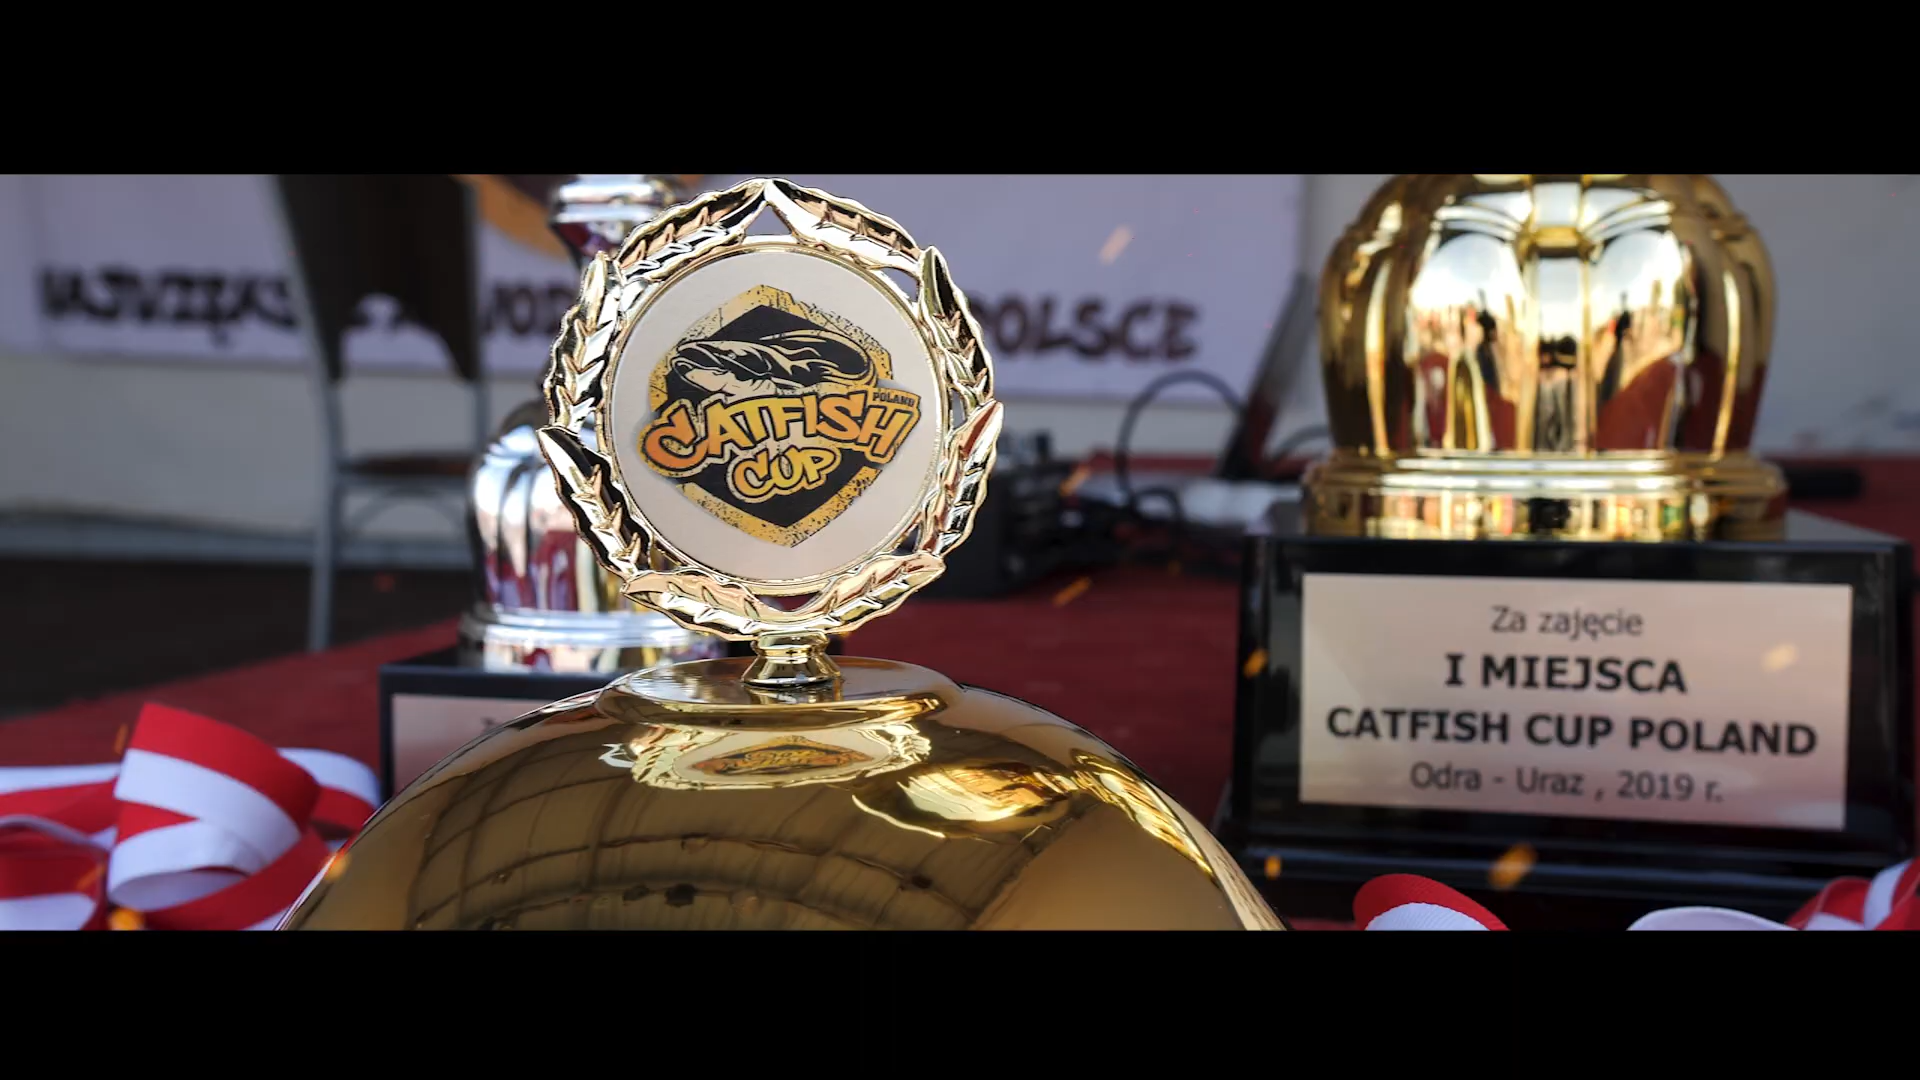 POLSCE
POLAND
CATFISH
CUP
Za zajęcie
I MIEJSCA
CATFISH CUP POLAND
Odra - Uraz , 2019 r.